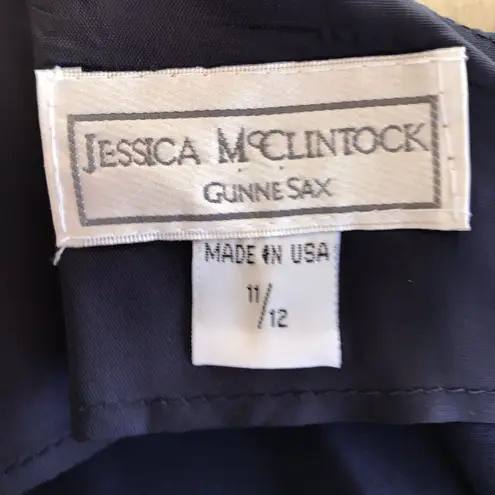 JESSICA McCLINTOCK
GUNNE SAX
MADE IN USA
11/12